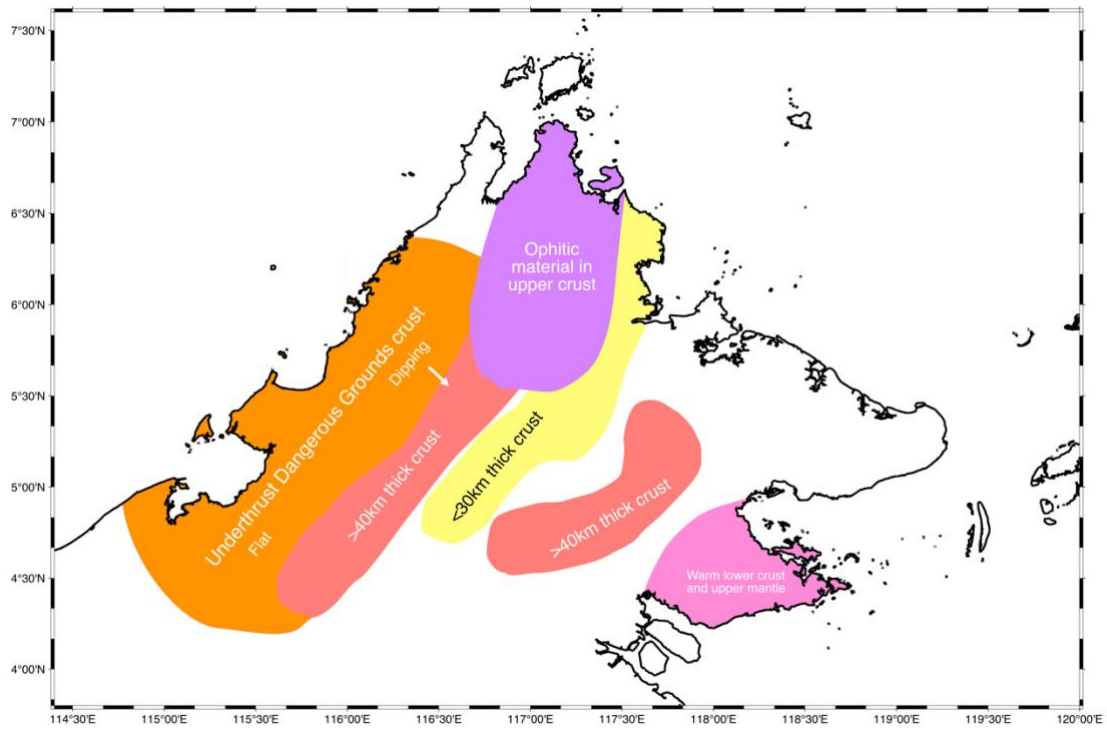 7°30'N
7°00'N
6°30'N
6°00'N
5°30'N
5°00'N
4°30'N
4°00'N
Ophitic
material in
upper crust
Underthrust Dangerous Grounds crust
Dipping
Flat
>40km thick crust
<30km thick crust
>40km thick crust
Warm lower crust
and upper mantle
114°30'E
115°00'E
115°30'E
116°00'E
116°30'E
117°00'E
117°30'E
118°00'E
118°30'E
119°00'E
119°30'E
120°00'E